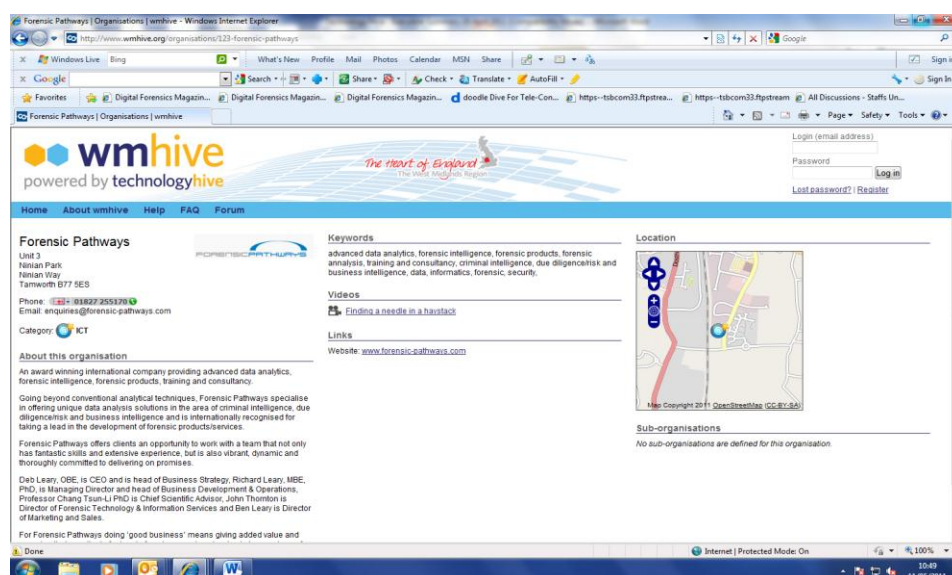 Forensic Pathways | Organisations | wmhive - Windows Internet Explorer
http://www.wmhive.org/organisations/123-forensic-pathways
Google
Windows Live Bing What's New Profile Mail Photos Calendar MSN Share
Google Search Share Check Translate AutoFill Sign In
Favorites Digital Forensics Magazin... Digital Forensics Magazin... Digital Forensics Magazin... doodle Dive For Tele-Con... https--tsbcom33.ftpstrea... https--tsbcom33.ftpstream All Discussions - Staffs Un...
Forensic Pathways | Organisations | wmhive Page Safety Tools
wmhive
powered by technologyhive
The Heart of England
The West Midlands Region
Login (email address)
Password
Log in
Lost password? | Register
Home About wmhive Help FAQ Forum
Forensic Pathways
Unit 3
Ninian Park
Ninian Way
Tamworth B77 5ES
FORENSICPATHWAYS
Phone: 01827 255170
Email: enquiries@forensic-pathways.com
Category: ICT
About this organisation
An award winning international company providing advanced data analytics,
forensic intelligence, forensic products, training and consultancy.
Going beyond conventional analytical techniques, Forensic Pathways specialise
in offering unique data analysis solutions in the area of criminal intelligence, due
diligence/risk and business intelligence and is internationally recognised for
taking a lead in the development of forensic products/services.
Forensic Pathways offers clients an opportunity to work with a team that not only
has fantastic skills and extensive experience, but is also vibrant, dynamic and
thoroughly committed to delivering on promises.
Deb Leary, OBE, is CEO and is head of Business Strategy, Richard Leary, MBE,
PhD, is Managing Director and head of Business Development & Operations,
Professor Chang Tsun-Li PhD is Chief Scientific Advisor, John Thornton is
Director of Forensic Technology & Information Services and Ben Leary is Director
of Marketing and Sales.
For Forensic Pathways doing 'good business' means giving added value and
Keywords
advanced data analytics, forensic intelligence, forensic products, forensic
annalysis, training and consultancy, criminal intelligence, due diligence/risk and
business intelligence, data, informatics, forensic, security,
Videos
Finding a needle in a haystack
Links
Website: www.forensic-pathways.com
Location
Map Copyright 2011 OpenStreetMap (CC-BY-SA)
Sub-organisations
No sub-organisations are defined for this organisation.
Done Internet | Protected Mode: On 100%
10:49